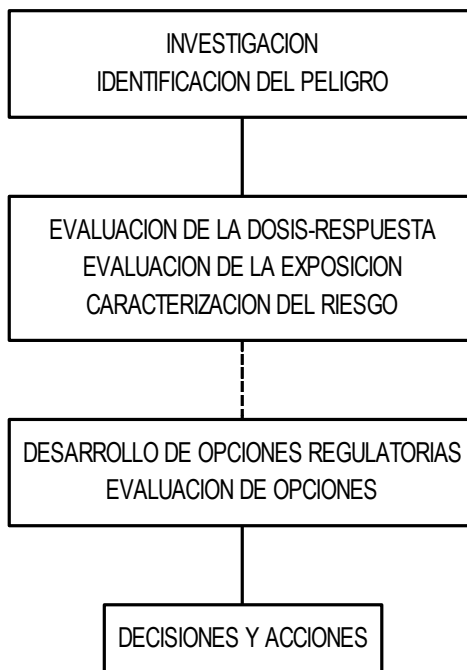 INVESTIGACION
IDENTIFICACION DEL PELIGRO
EVALUACION DE LA DOSIS-RESPUESTA
EVALUACION DE LA EXPOSICION
CARACTERIZACION DEL RIESGO
DESARROLLO DE OPCIONES REGULATORIAS
EVALUACION DE OPCIONES
DECISIONES Y ACCIONES